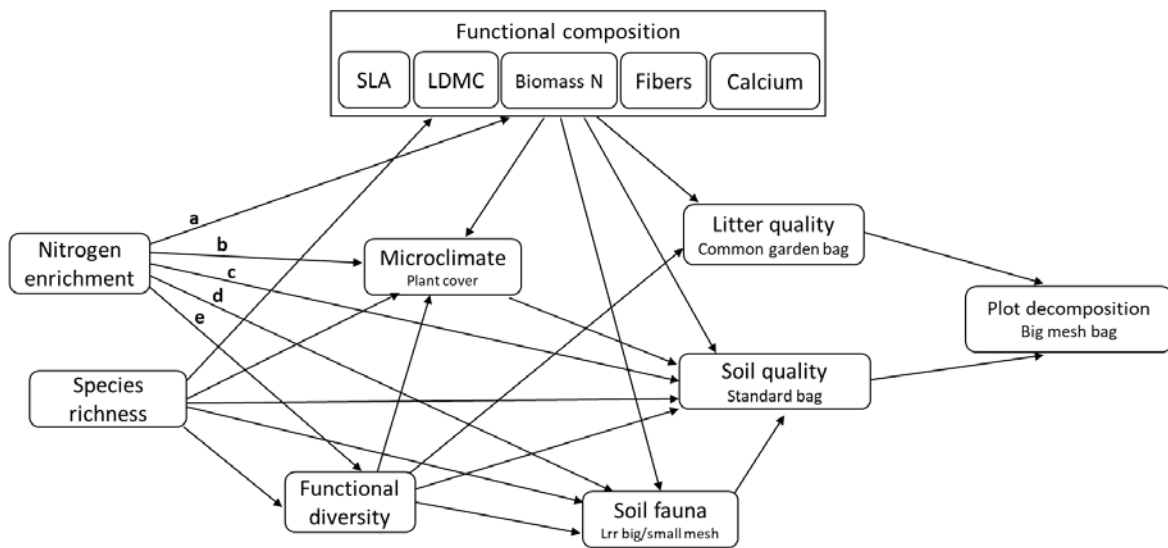 Functional composition
SLA LDMC Biomass N Fibers Calcium
a
b
c
d
e
Nitrogen
enrichment
Microclimate
Plant cover
Litter quality
Common garden bag
Plot decomposition
Big mesh bag
Species
richness
Soil quality
Standard bag
Functional
diversity
Soil fauna
Lrr big/small mesh